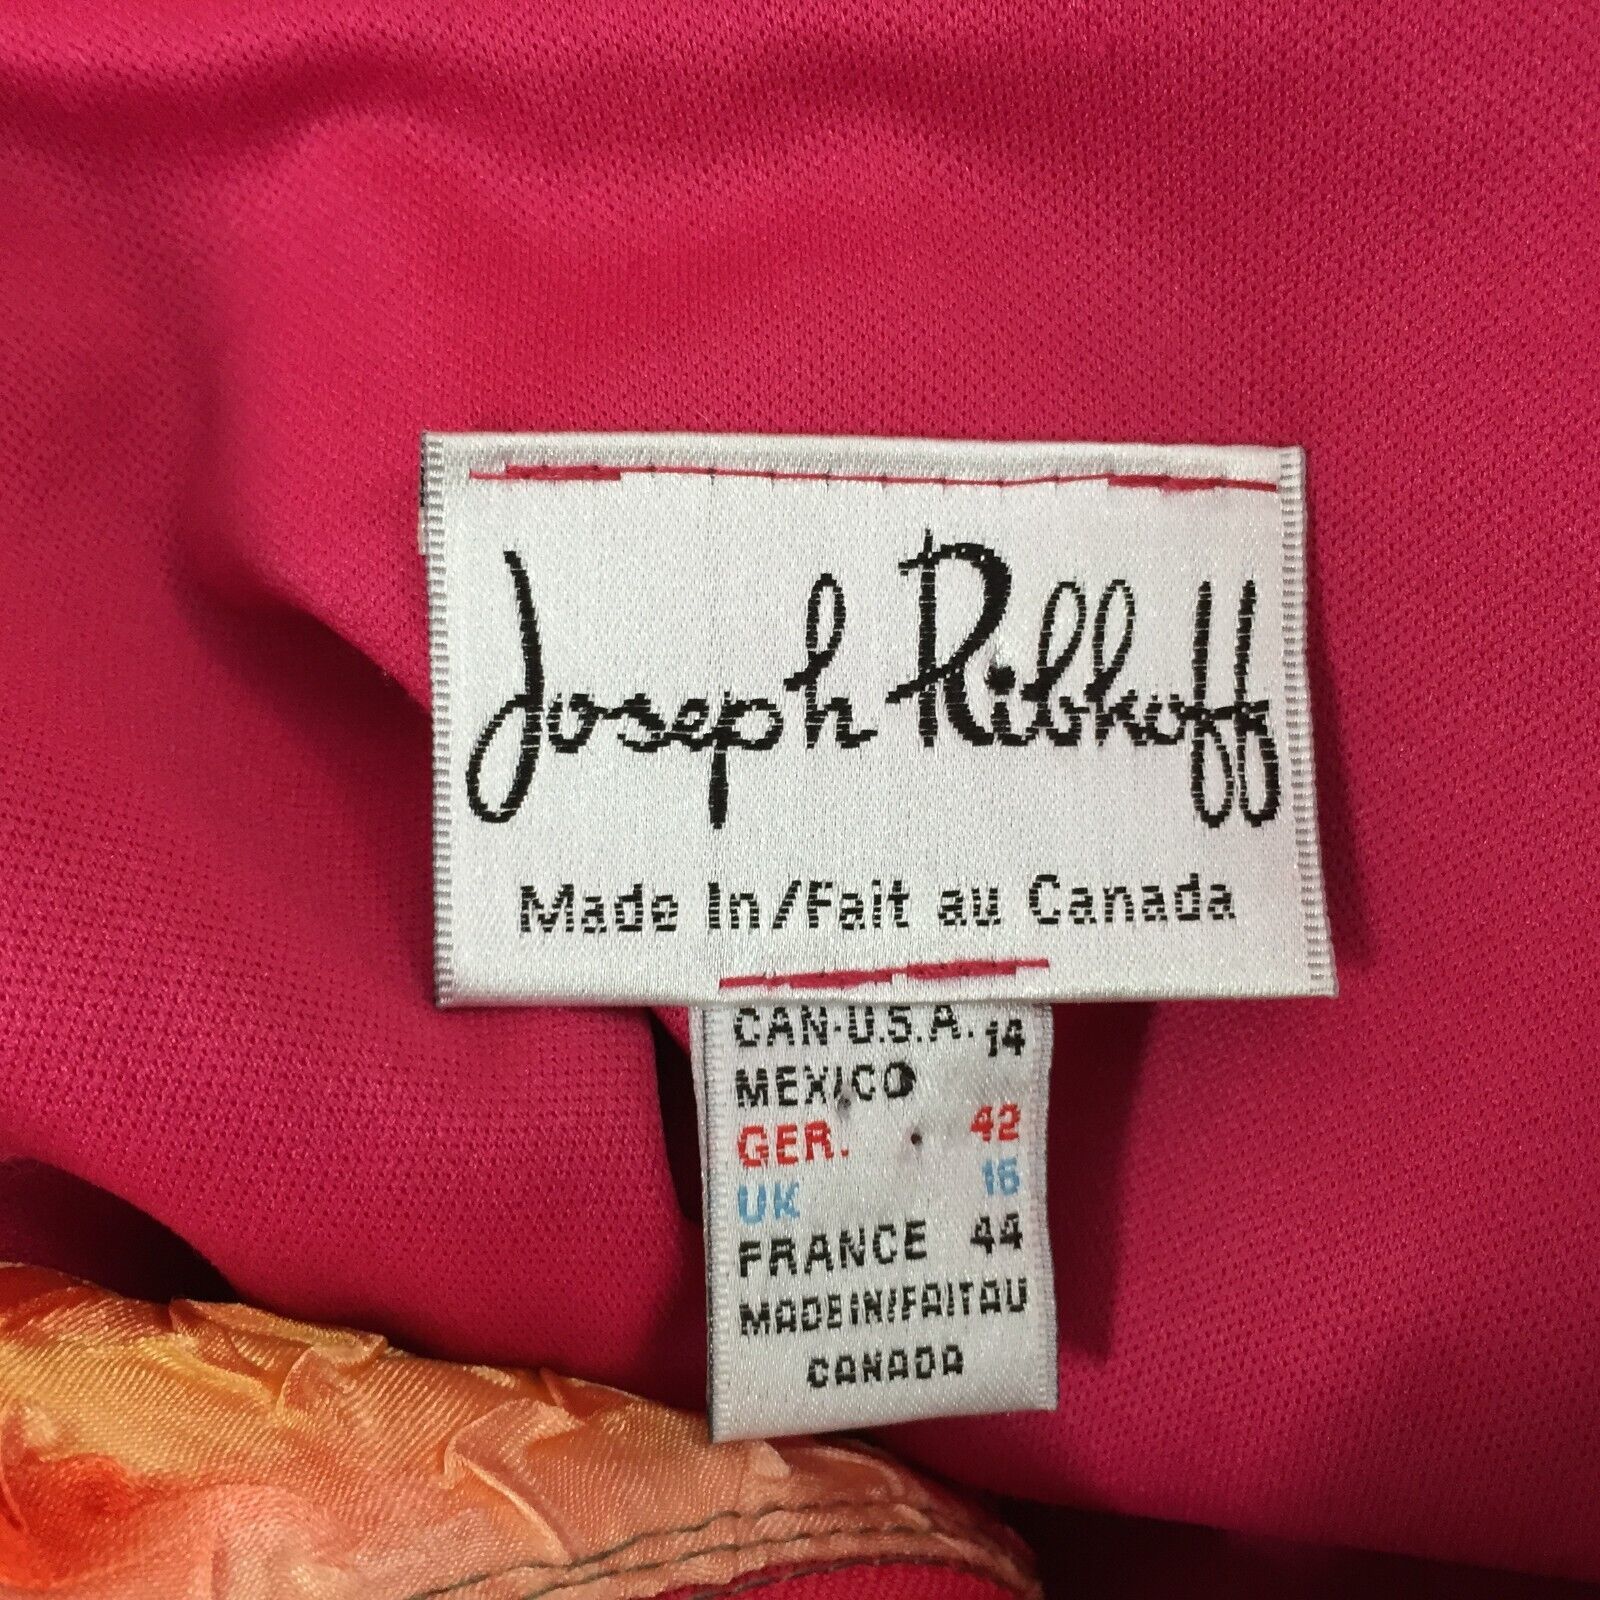 Joseph Ribkoff
Made In/Fait au Canada
CAN-U.S.A. 14
MEXICO
GER. 42
UK 16
FRANCE 44
MADE IN/FAIT AU
CANADA